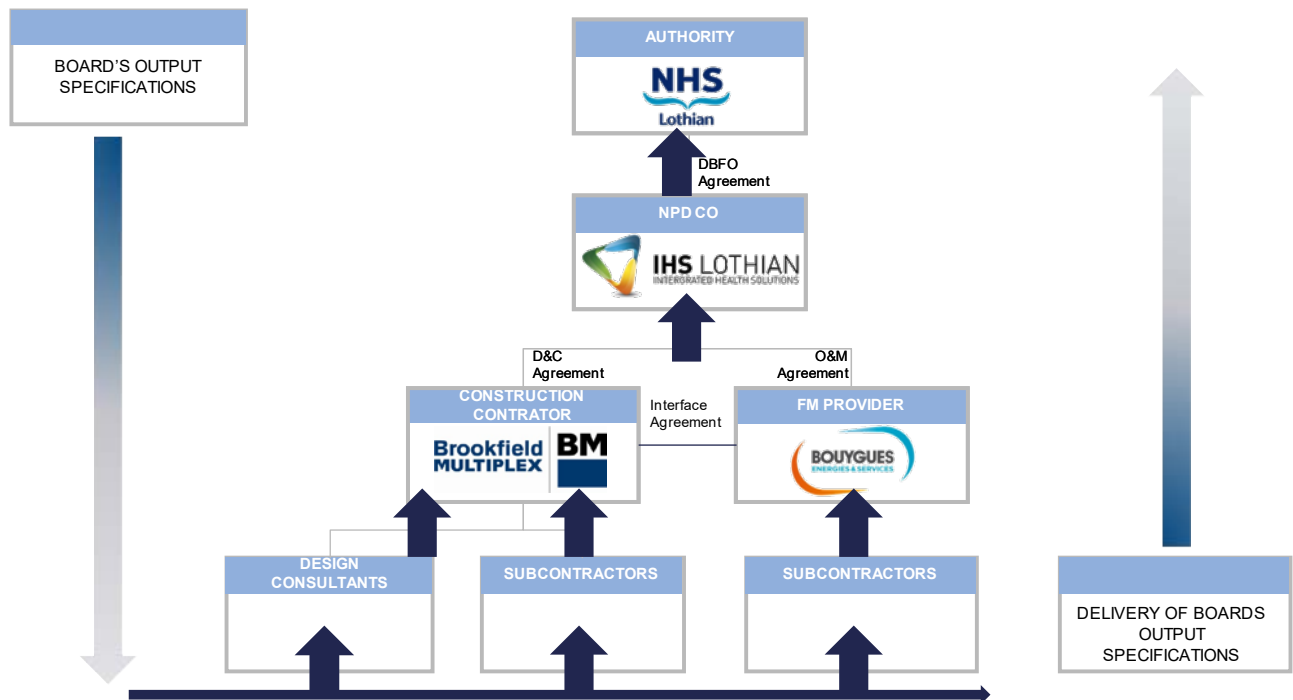 BOARD'S OUTPUT
SPECIFICATIONS
AUTHORITY
NHS
Lothian
DBFO
Agreement
NPD CO
IHS LOTHIAN
INTERGRATED HEALTH SOLUTIONS
D&C
Agreement
O&M
Agreement
CONSTRUCTION
CONTRATOR
Brookfield
MULTIPLEX
BM
Interface
Agreement
FM PROVIDER
BOUYGUES
ENERGIES & SERVICES
DESIGN
CONSULTANTS
SUBCONTRACTORS
SUBCONTRACTORS
DELIVERY OF BOARDS
OUTPUT
SPECIFICATIONS